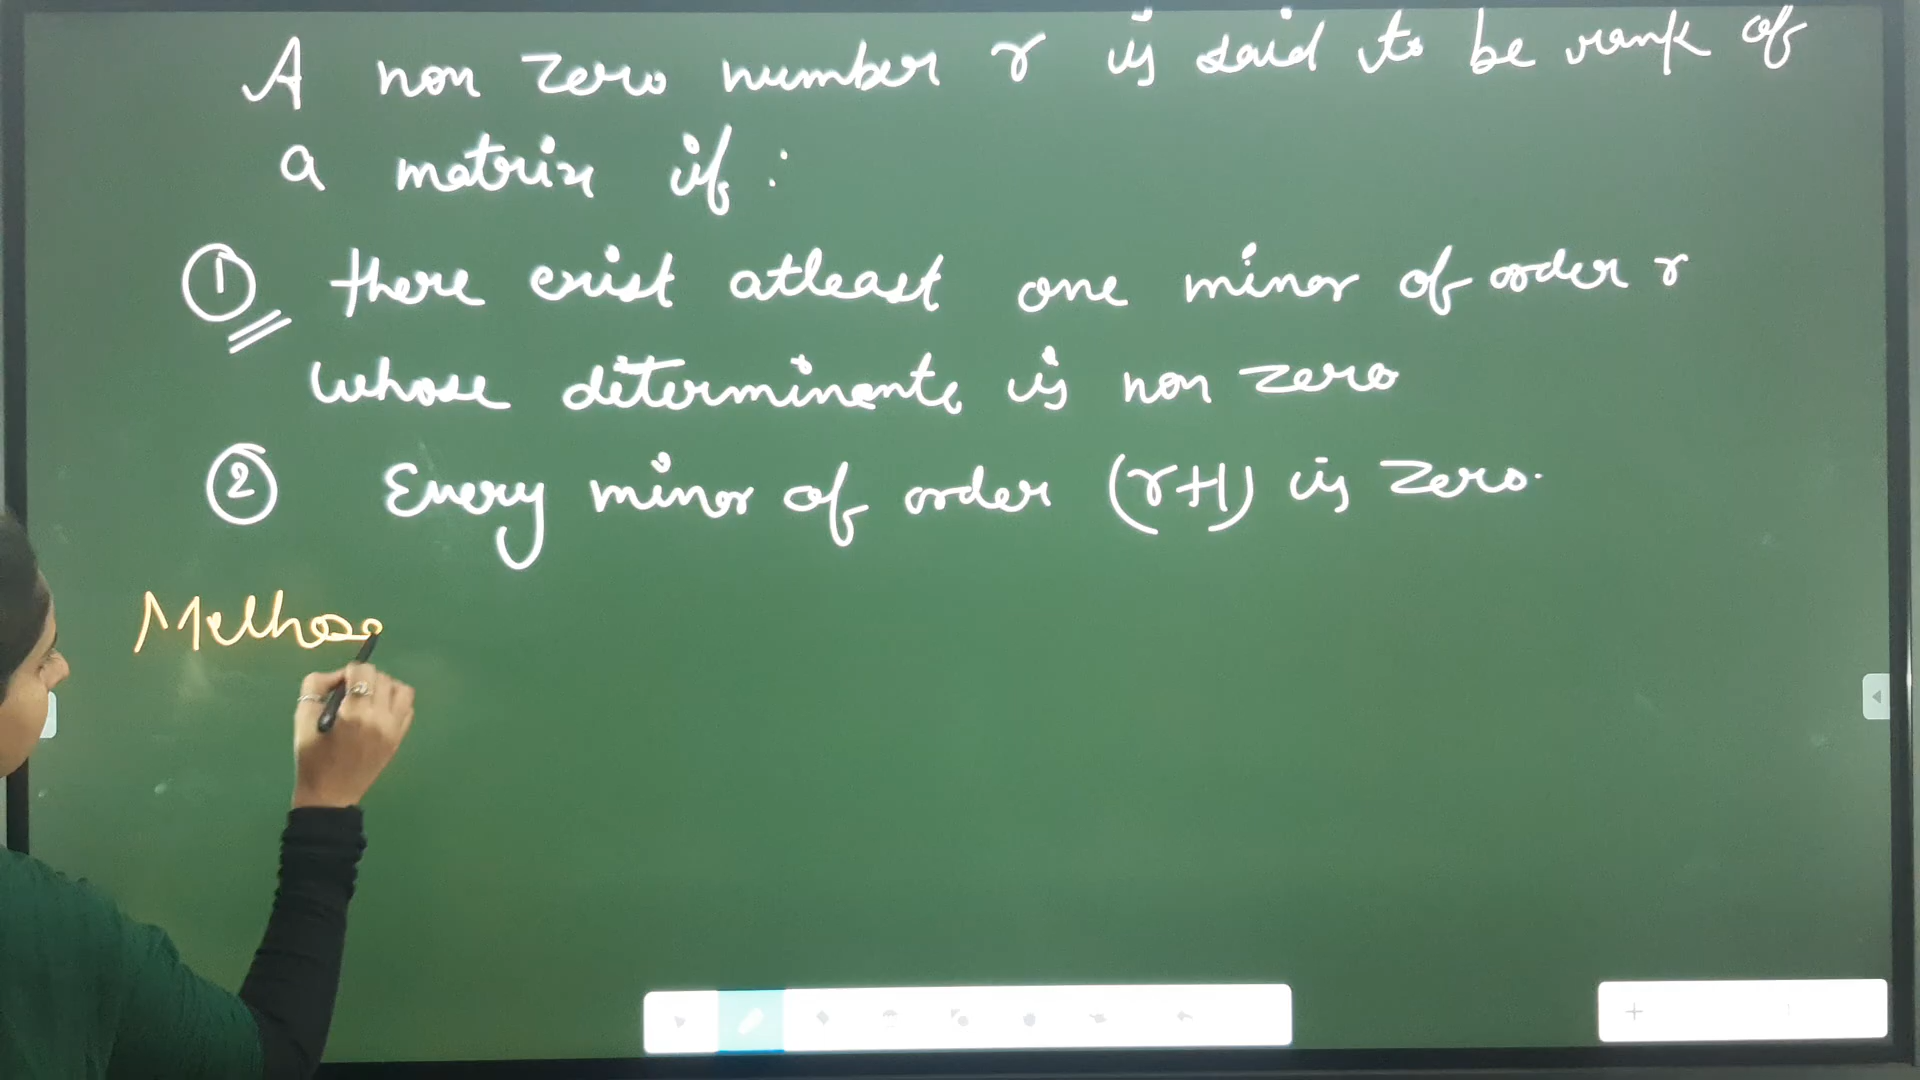 A non zero number r is said to be rank of
a matrix if :
① there exist atleast one minor of order r
whose determinante is non zero
② Every minor of order (r+1) is zero.